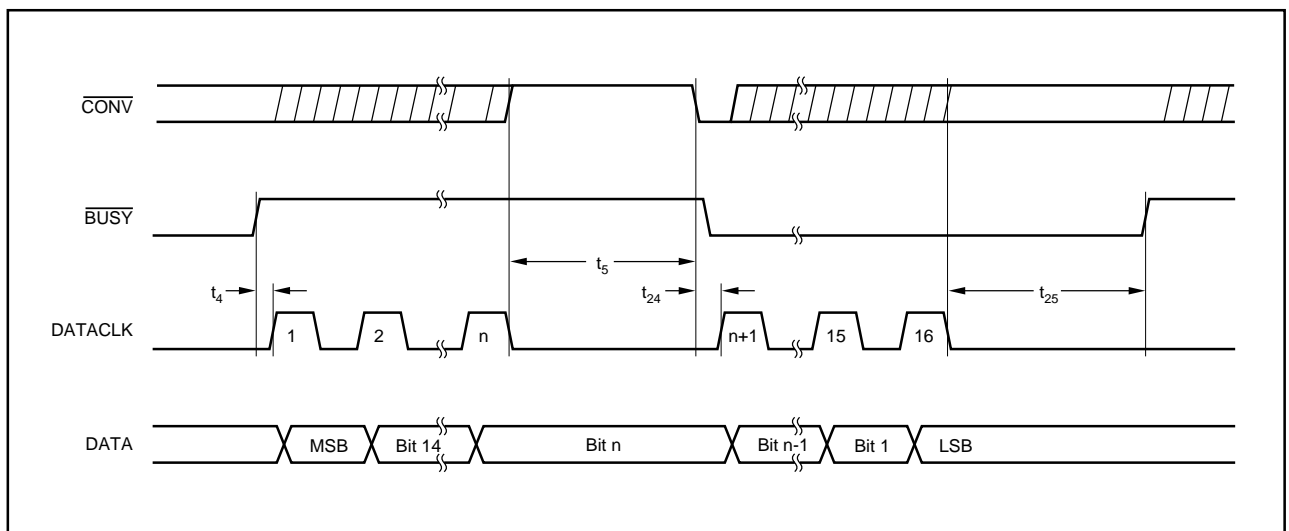 CONV
BUSY
t5
t4
t24
t25
DATACLK
1
2
n
n+1
15
16
DATA
MSB
Bit 14
Bit n
Bit n-1
Bit 1
LSB